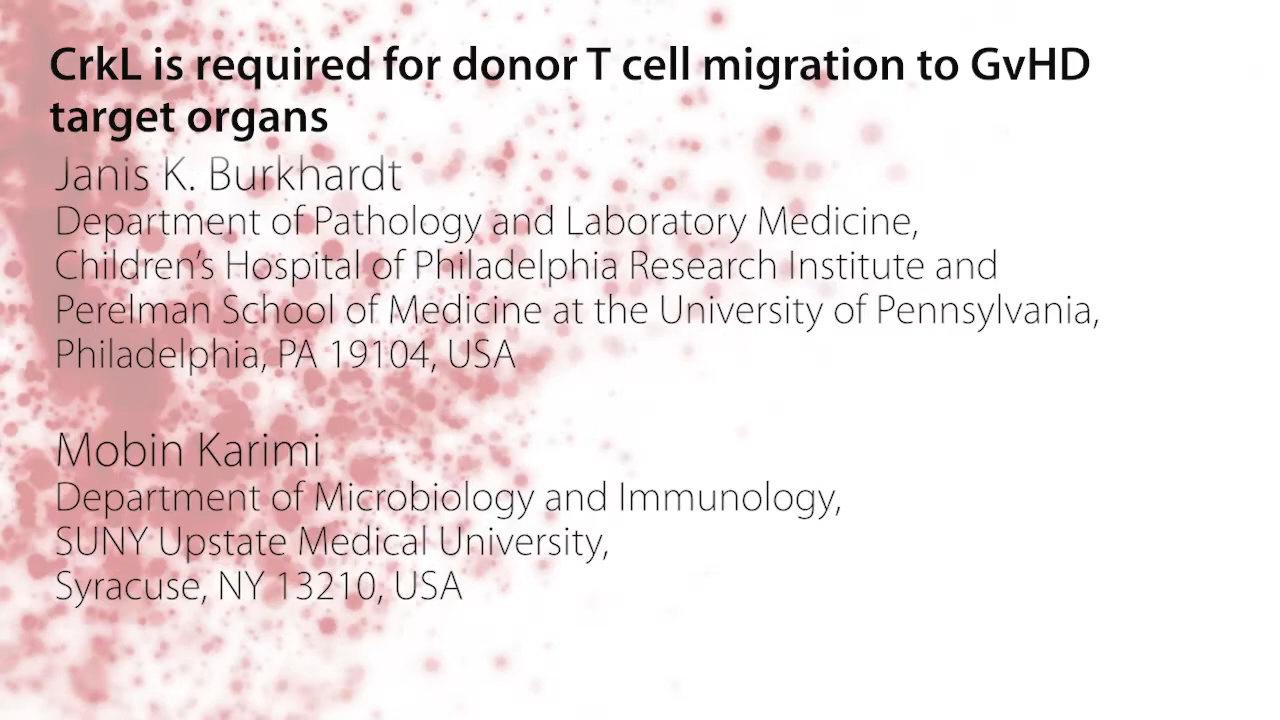 CrkL is required for donor T cell migration to GvHD
target organs
Janis K. Burkhardt
Department of Pathology and Laboratory Medicine,
Children’s Hospital of Philadelphia Research Institute and
Perelman School of Medicine at the University of Pennsylvania,
Philadelphia, PA 19104, USA
Mobin Karimi
Department of Microbiology and Immunology,
SUNY Upstate Medical University,
Syracuse, NY 13210, USA